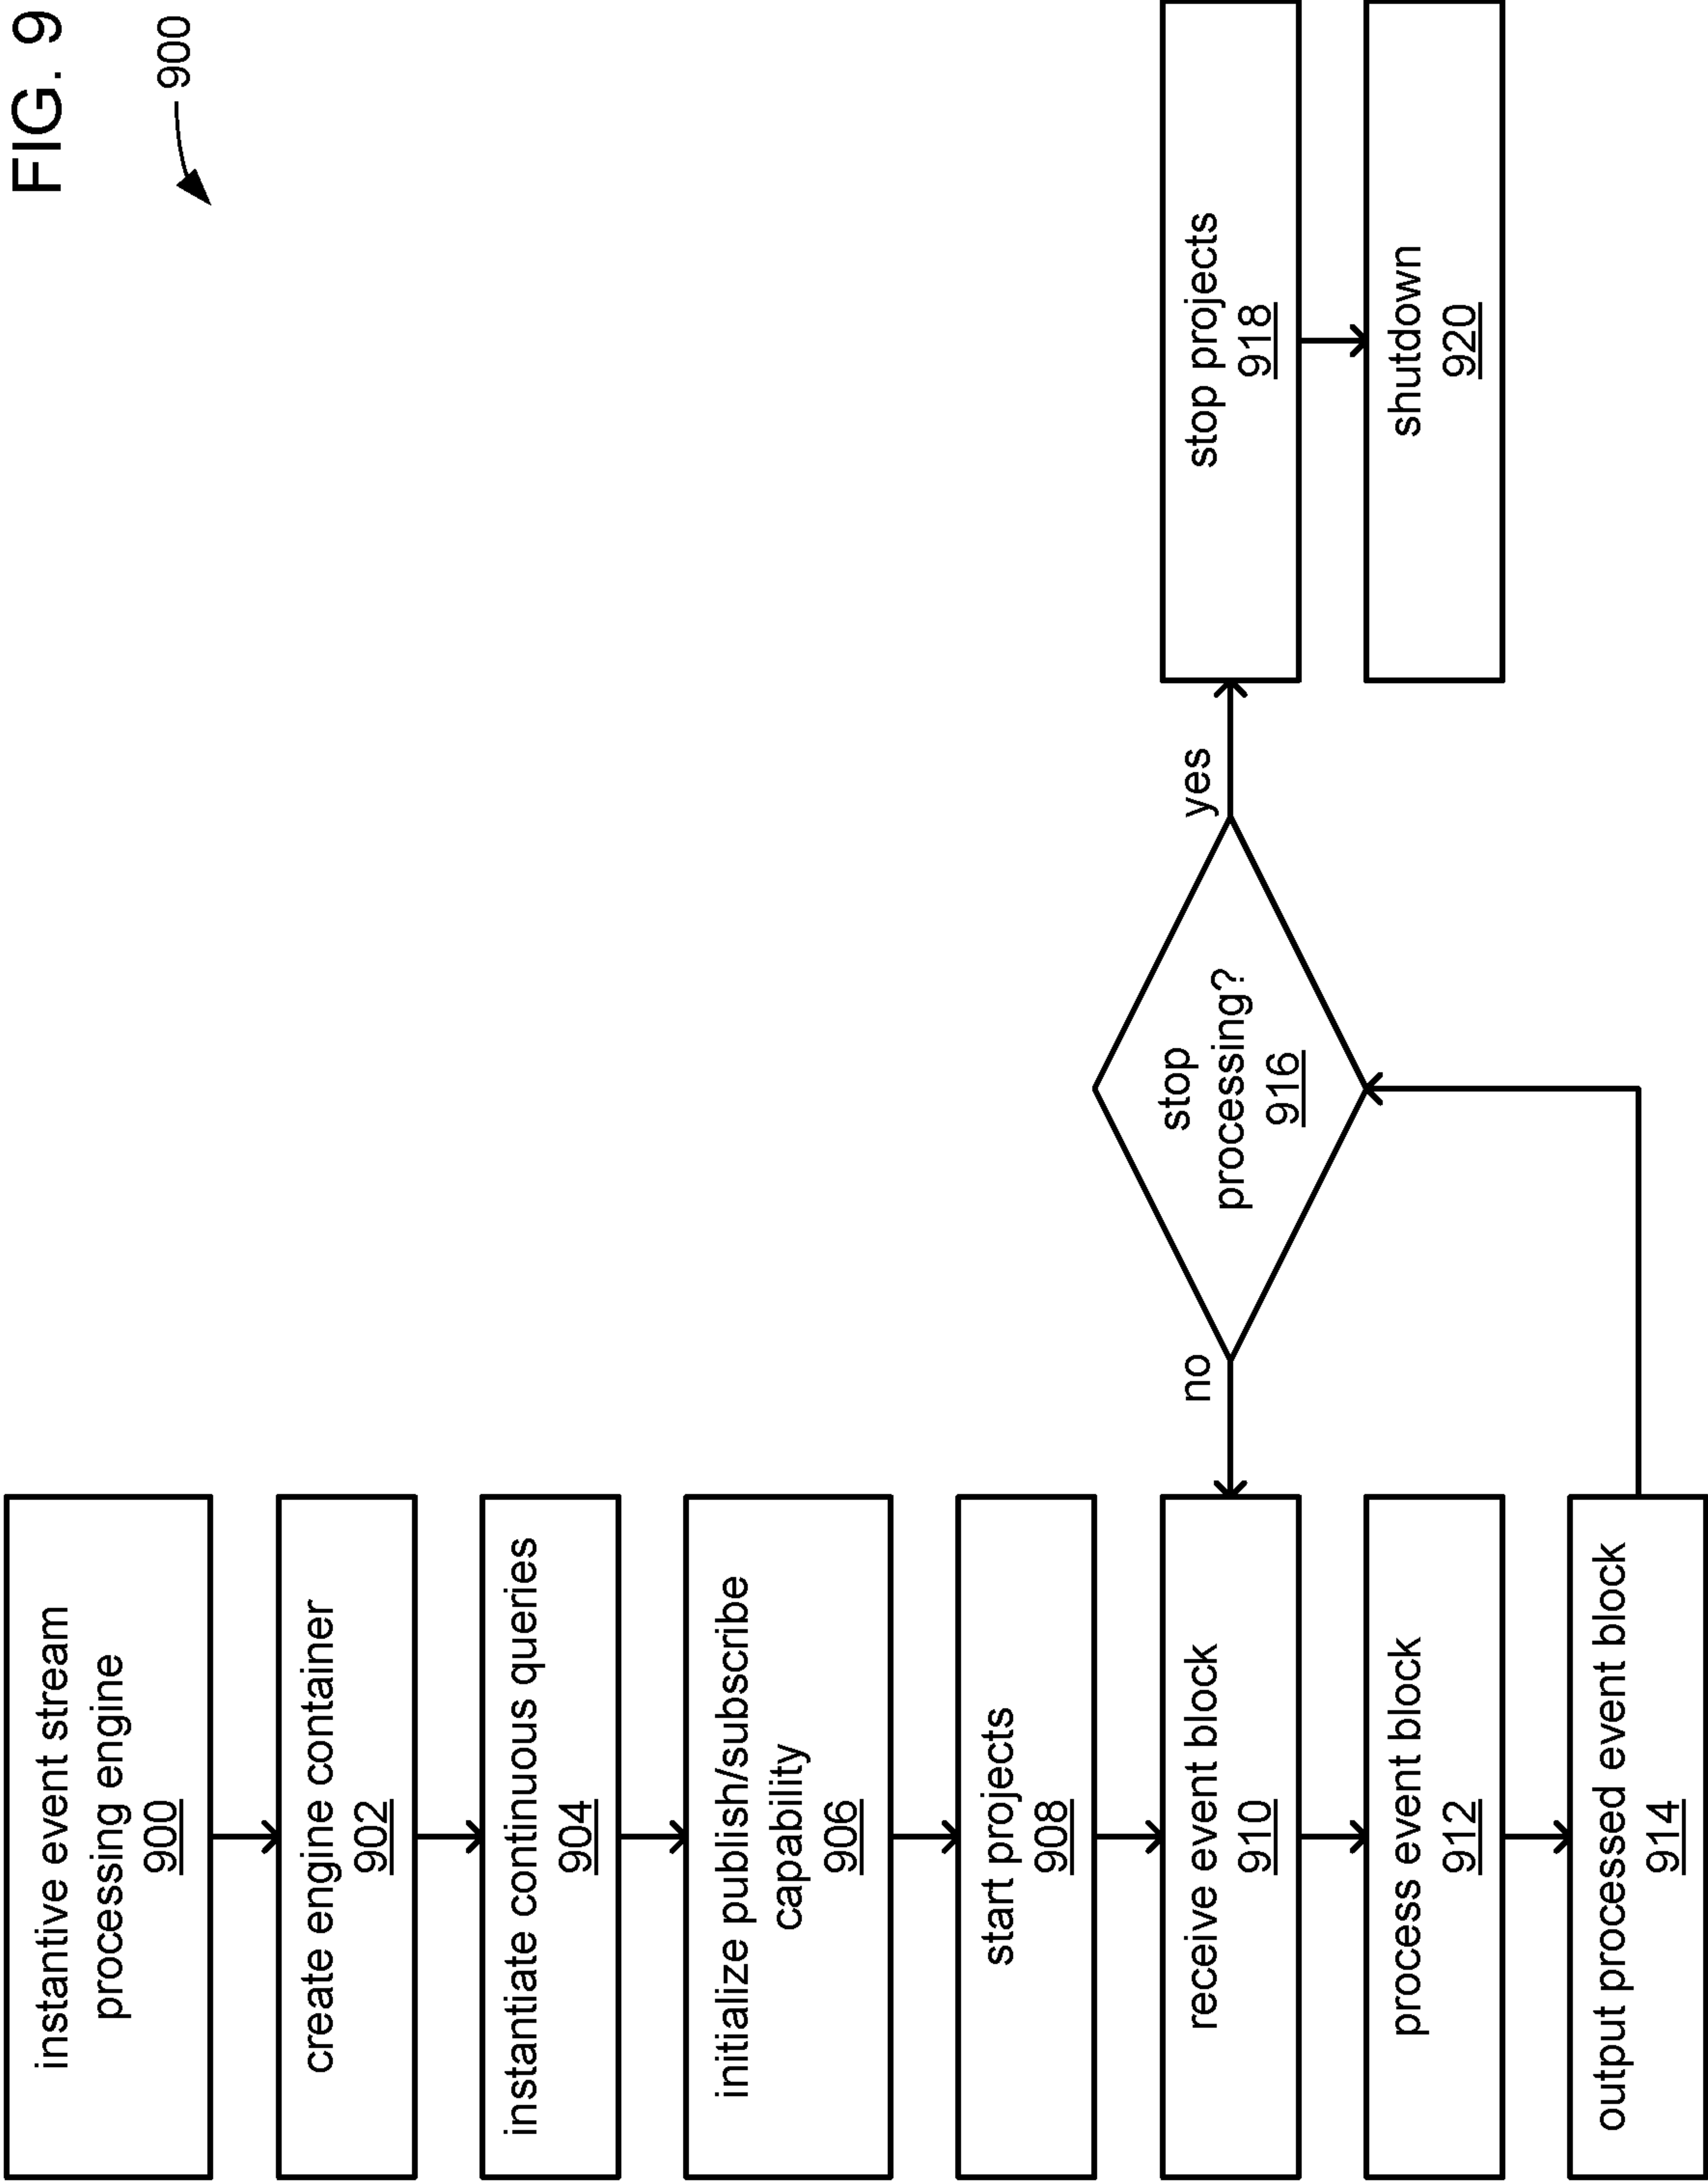 FIG. 9
900
instantive event stream
processing engine
900
create engine container
902
instantiate continuous queries
904
initialize publish/subscribe
capability
906
start projects
908
receive event block
910
process event block
912
output processed event block
914
no
stop
processing?
916
yes
stop projects
918
shutdown
920